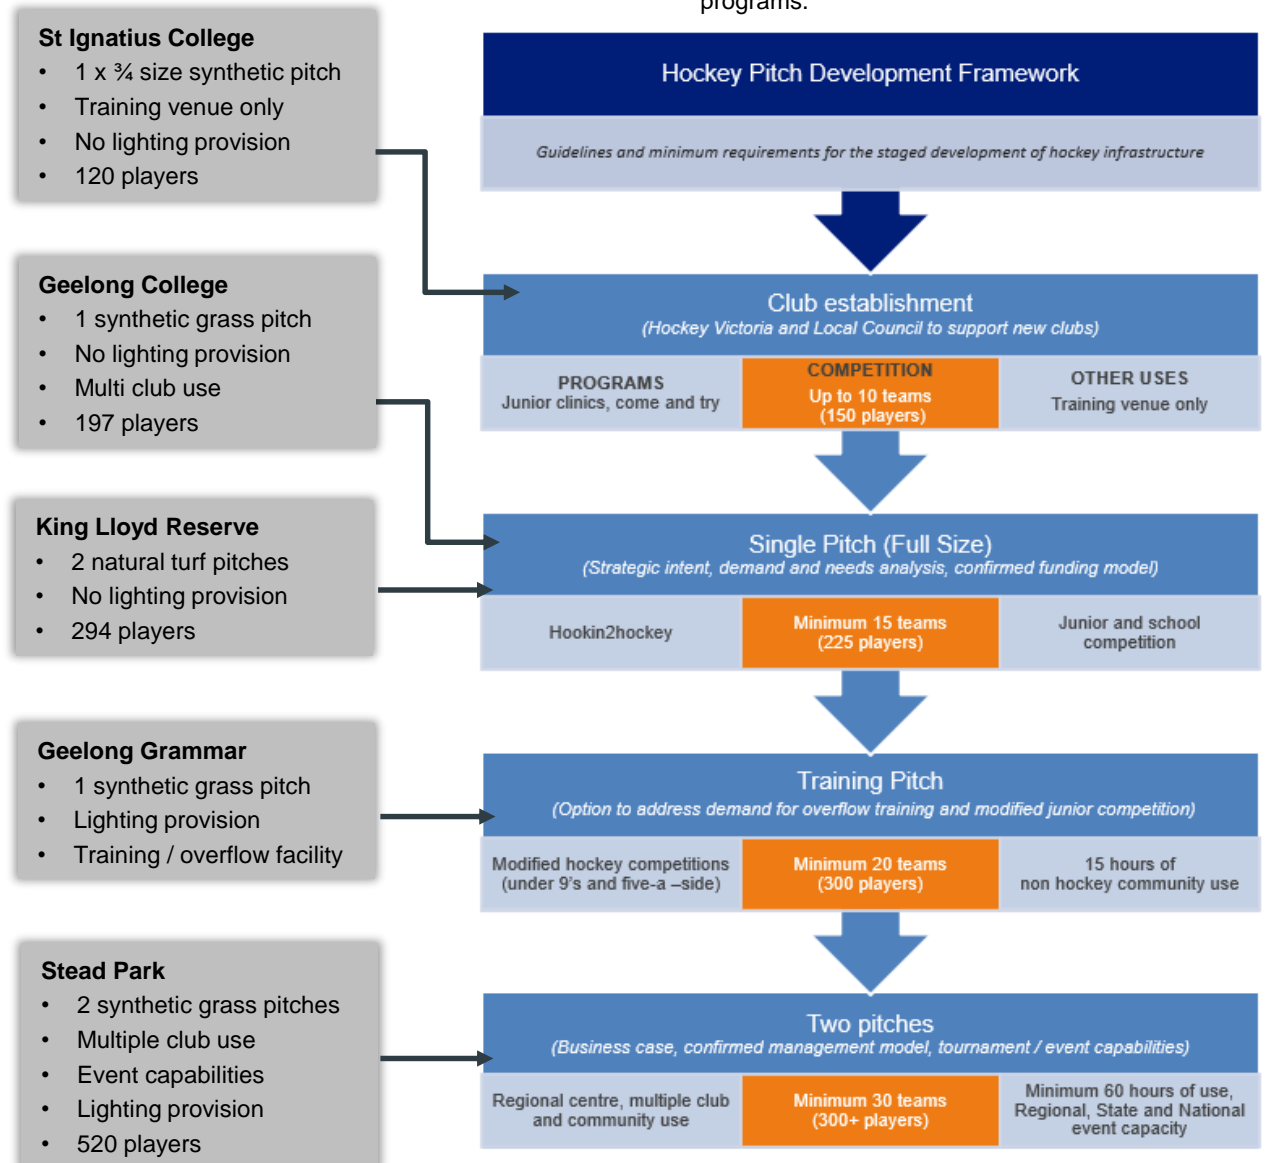 programs.
St Ignatius College
• 1 x ¾ size synthetic pitch
• Training venue only
• No lighting provision
• 120 players
Geelong College
• 1 synthetic grass pitch
• No lighting provision
• Multi club use
• 197 players
King Lloyd Reserve
• 2 natural turf pitches
• No lighting provision
• 294 players
Geelong Grammar
• 1 synthetic grass pitch
• Lighting provision
• Training / overflow facility
Stead Park
• 2 synthetic grass pitches
• Multiple club use
• Event capabilities
• Lighting provision
• 520 players
Hockey Pitch Development Framework
Guidelines and minimum requirements for the staged development of hockey infrastructure
Club establishment
(Hockey Victoria and Local Council to support new clubs)
PROGRAMS
Junior clinics, come and try
COMPETITION
Up to 10 teams
(150 players)
OTHER USES
Training venue only
Single Pitch (Full Size)
(Strategic intent, demand and needs analysis, confirmed funding model)
Hookin2hockey
Minimum 15 teams
(225 players)
Junior and school
competition
Training Pitch
(Option to address demand for overflow training and modified junior competition)
Modified hockey competitions
(under 9's and five-a –side)
Minimum 20 teams
(300 players)
15 hours of
non hockey community use
Two pitches
(Business case, confirmed management model, tournament / event capabilities)
Regional centre, multiple club
and community use
Minimum 30 teams
(300+ players)
Minimum 60 hours of use,
Regional, State and National
event capacity